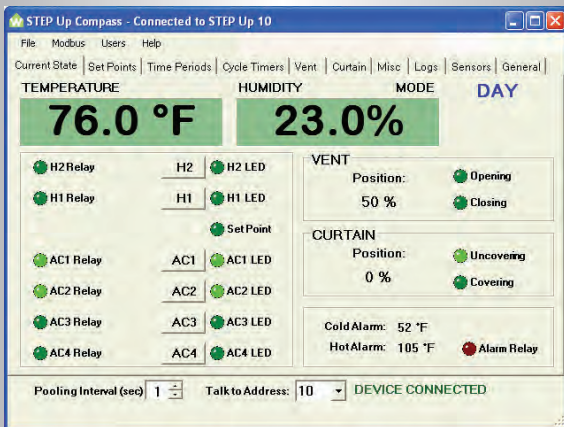 STEP Up Compass - Connected to STEP Up 10
File Modbus Users Help
Current State Set Points Time Periods Cycle Timers Vent Curtain Misc Logs Sensors General
TEMPERATURE HUMIDITY MODE DAY
76.0 °F 23.0%
H2 Relay H2 H2 LED
H1 Relay H1 H1 LED
Set Point
AC1 Relay AC1 AC1 LED
AC2 Relay AC2 AC2 LED
AC3 Relay AC3 AC3 LED
AC4 Relay AC4 AC4 LED
VENT
Position: Opening
50 % Closing
CURTAIN
Position: Uncovering
0 % Covering
Cold Alarm: 52 °F
Hot Alarm: 105 °F Alarm Relay
Pooling Interval (sec) 1 Talk to Address: 10 DEVICE CONNECTED